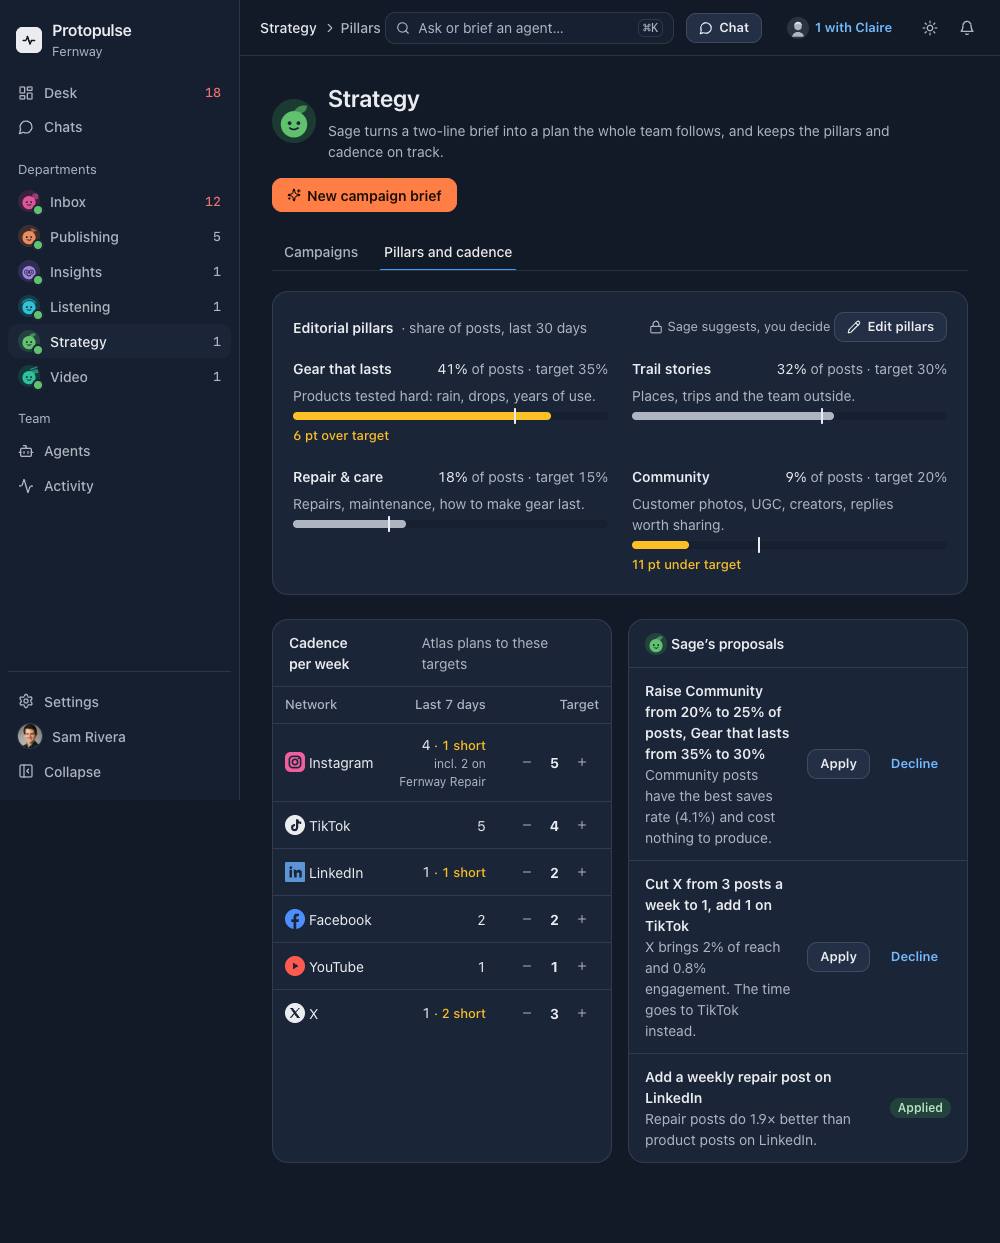 Protopulse
Fernway
Desk 18
Chats
Departments
Inbox 12
Publishing 5
Insights 1
Listening 1
Strategy 1
Video 1
Team
Agents
Activity
Settings
Sam Rivera
Collapse
Strategy > Pillars
Ask or brief an agent... ⌘K
Chat
1 with Claire
Strategy
Sage turns a two-line brief into a plan the whole team follows, and keeps the pillars and
cadence on track.
New campaign brief
Campaigns Pillars and cadence
Editorial pillars · share of posts, last 30 days Sage suggests, you decide Edit pillars
Gear that lasts 41% of posts · target 35%
Products tested hard: rain, drops, years of use.
6 pt over target
Trail stories 32% of posts · target 30%
Places, trips and the team outside.
Repair & care 18% of posts · target 15%
Repairs, maintenance, how to make gear last.
Community 9% of posts · target 20%
Customer photos, UGC, creators, replies
worth sharing.
11 pt under target
Cadence
per week
Atlas plans to these
targets
Network Last 7 days Target
Instagram 4 · 1 short − 5 +
incl. 2 on
Fernway Repair
TikTok 5 − 4 +
LinkedIn 1 · 1 short − 2 +
Facebook 2 − 2 +
YouTube 1 − 1 +
X 1 · 2 short − 3 +
Sage's proposals
Raise Community
from 20% to 25% of
posts, Gear that lasts
from 35% to 30%
Community posts
have the best saves
rate (4.1%) and cost
nothing to produce.
Apply Decline
Cut X from 3 posts a
week to 1, add 1 on
TikTok
X brings 2% of reach
and 0.8%
engagement. The time
goes to TikTok
instead.
Apply Decline
Add a weekly repair post on
LinkedIn
Repair posts do 1.9× better than
product posts on LinkedIn.
Applied